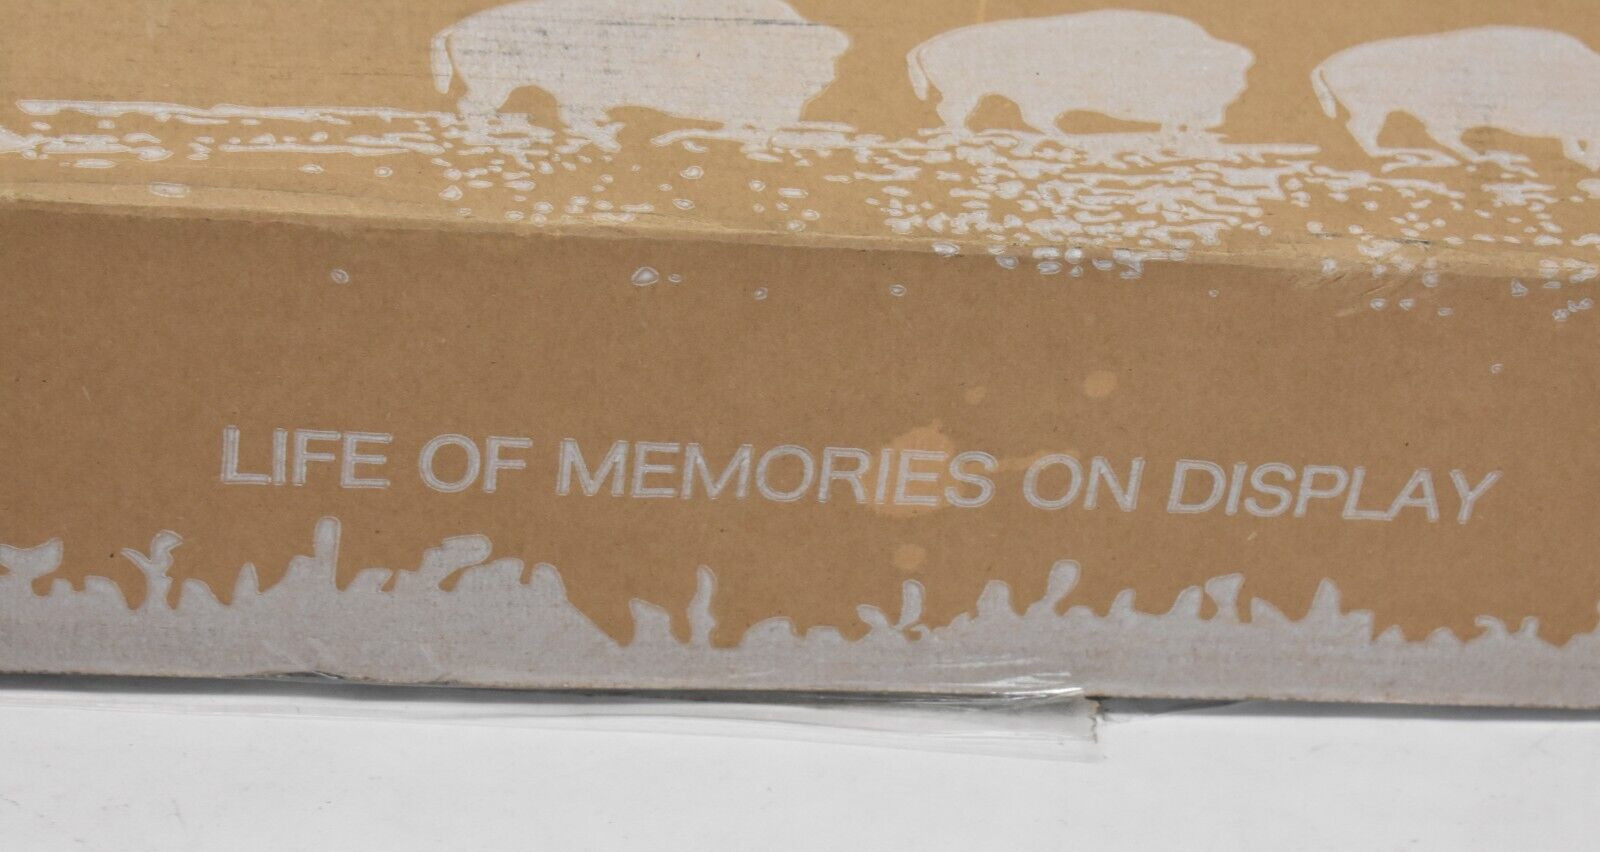 LIFE OF MEMORIES ON DISPLAY